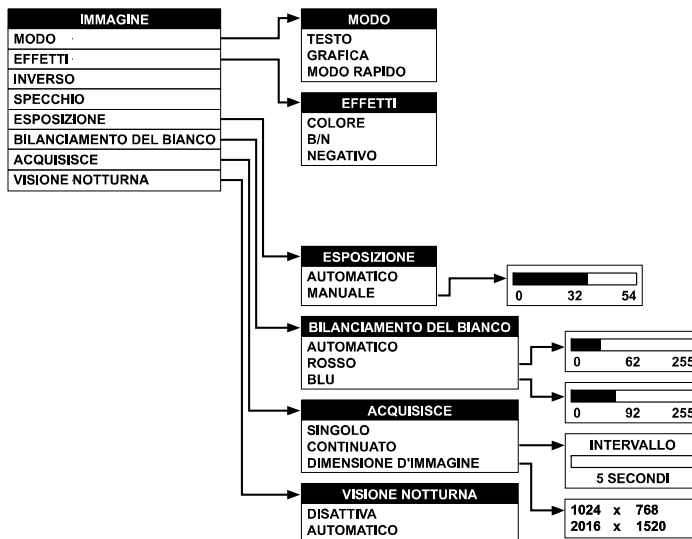 IMMAGINE
MODO
EFFETTI
INVERSO
SPECCHIO
ESPOSIZIONE
BILANCIAMENTO DEL BIANCO
ACQUISISCE
VISIONE NOTTURNA
MODO
TESTO
GRAFICA
MODO RAPIDO
EFFETTI
COLORE
B/N
NEGATIVO
ESPOSIZIONE
AUTOMATICO
MANUALE
0 32 54
BILANCIAMENTO DEL BIANCO
AUTOMATICO
ROSSO
BLU
0 62 255
0 92 255
ACQUISISCE
SINGOLO
CONTINUATO
DIMENSIONE D'IMMAGINE
INTERVALLO
5 SECONDI
1024 x 768
2016 x 1520
VISIONE NOTTURNA
DISATTIVA
AUTOMATICO